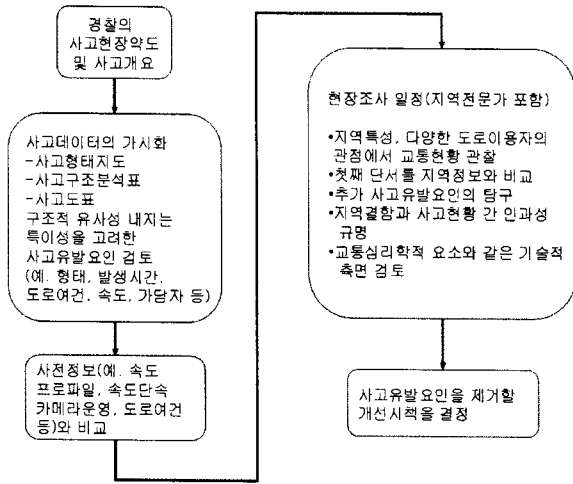 경찰의
사고현장약도
및 사고개요
사고데이터의 가시화
-사고형태지도
-사고구조분석표
-사고도표
구조적 유사성 내지는
특이성을 고려한
사고유발요인 검토
(예. 형태, 발생시간,
도로여건, 속도, 가담자 등)
사전정보(예. 속도
프로파일, 속도단속
카메라운영, 도로여건
등)와 비교
현장조사 일정(지역전문가 포함)
•지역특성, 다양한 도로이용자의
관점에서 교통현황 관찰
•첫째 단서를 지역정보와 비교
•추가 사고유발요인의 탐구
•지역결함과 사고현황 간 인과성
규명
•교통심리학적 요소와 같은 기술적
측면 검토
사고유발요인을 제거할
개선시책을 결정